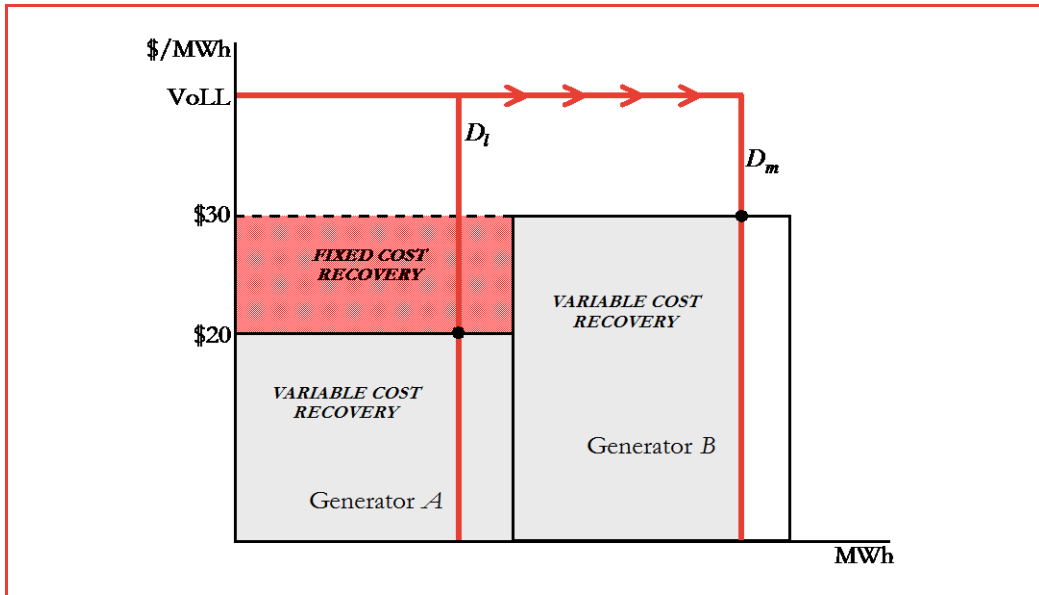 $/MWh
VoLL
D_l
D_m
$30
FIXED COST
RECOVERY
VARIABLE COST
RECOVERY
$20
VARIABLE COST
RECOVERY
Generator B
Generator A
MWh